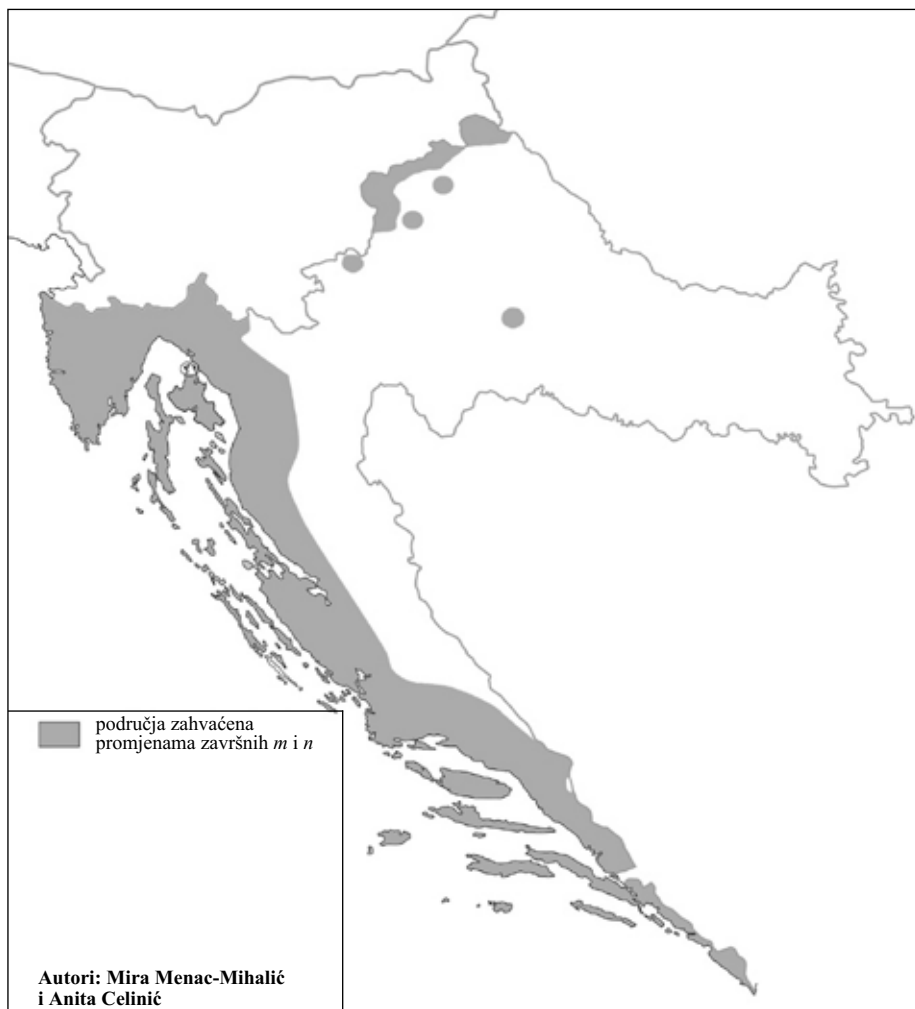 područja zahvaćena
promjenama završnih m i n
Autori: Mira Menac-Mihalić
i Anita Celinić